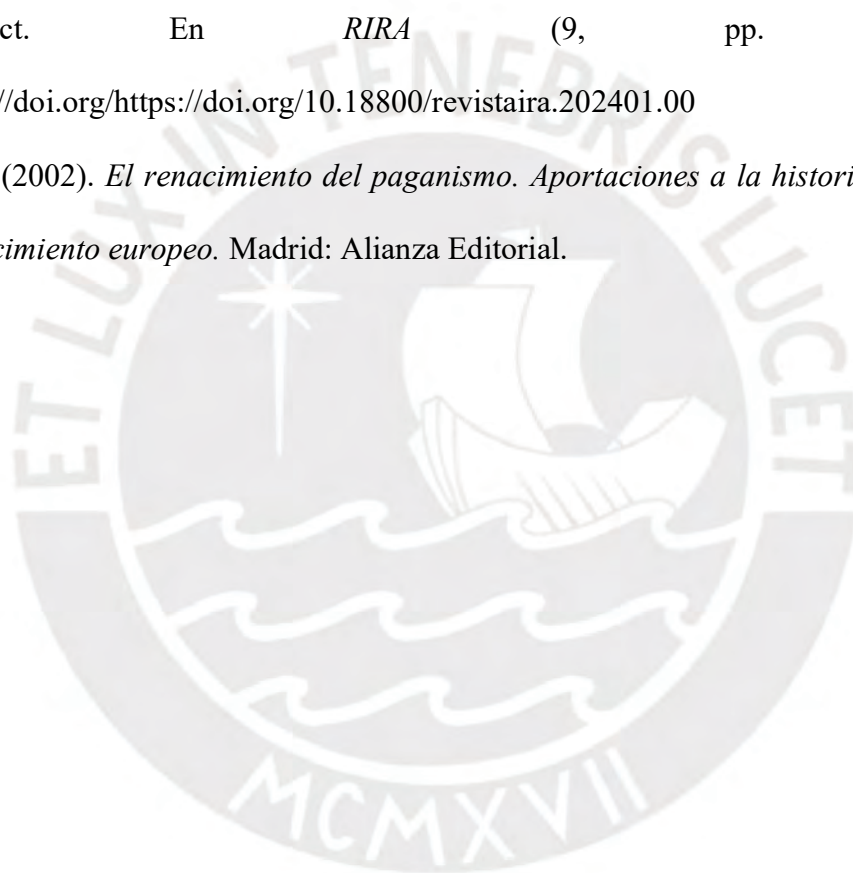 ct. En RIRA (9, pp.
//doi.org/https://doi.org/10.18800/revistaira.202401.00
(2002). El renacimiento del paganismo. Aportaciones a la histori
cimiento europeo. Madrid: Alianza Editorial.
ET LUX IN TENEBRIS LUCET
MCMXVII